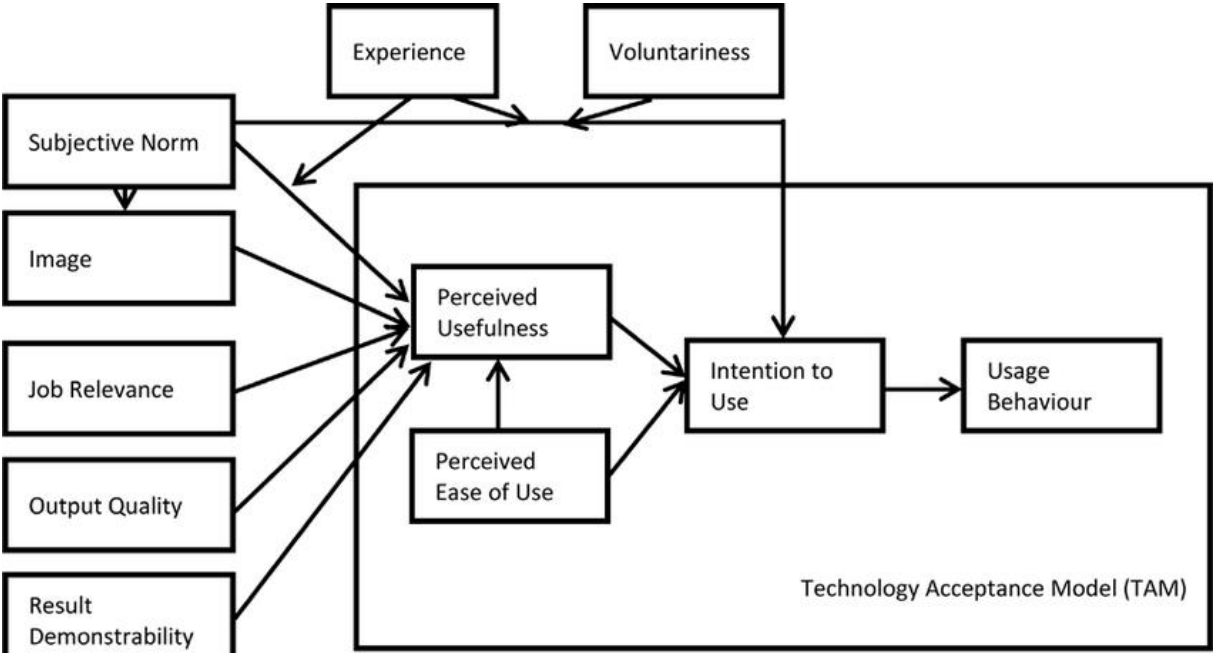 Experience
Voluntariness
Subjective Norm
Image
Perceived
Usefulness
Job Relevance
Intention to
Use
Usage
Behaviour
Perceived
Ease of Use
Output Quality
Result
Demonstrability
Technology Acceptance Model (TAM)